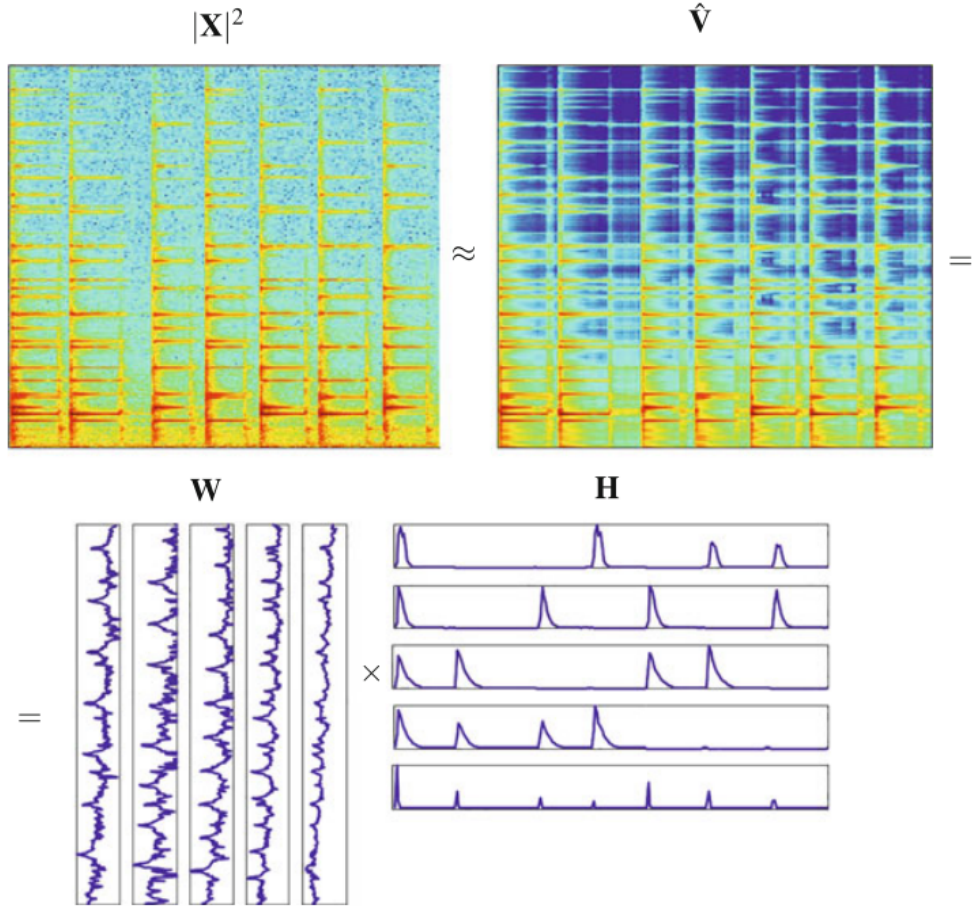 |𝐗|² 𝐕̂
≈ =
𝐖 𝐇
= ×